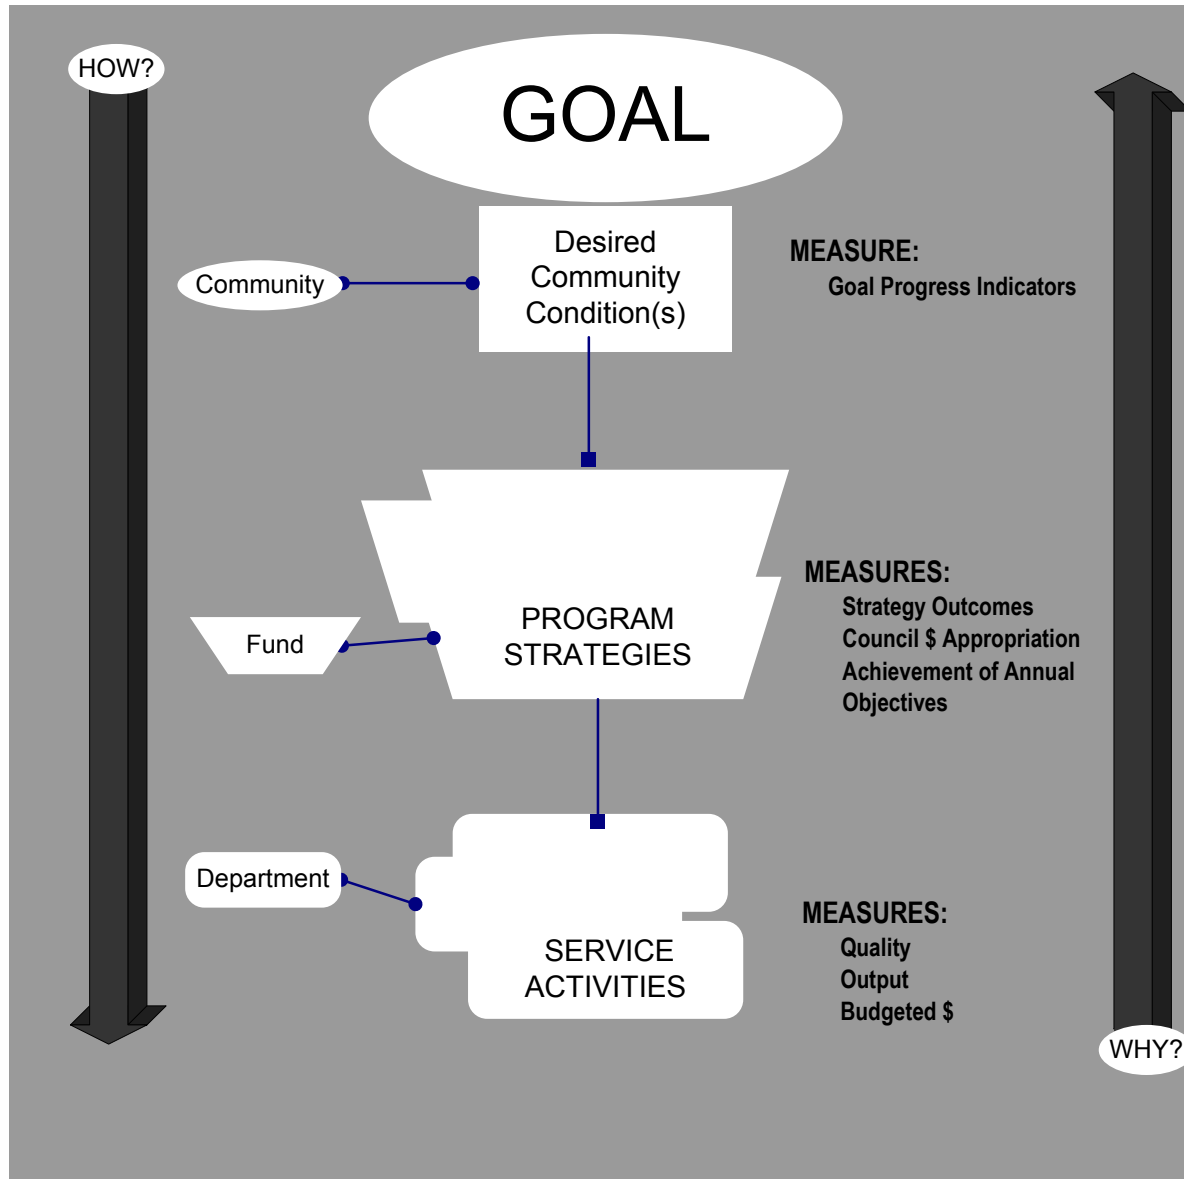 HOW?
GOAL
Desired
Community
Condition(s)
Community
MEASURE:
Goal Progress Indicators
PROGRAM
STRATEGIES
Fund
MEASURES:
Strategy Outcomes
Council $ Appropriation
Achievement of Annual
Objectives
Department
SERVICE
ACTIVITIES
MEASURES:
Quality
Output
Budgeted $
WHY?